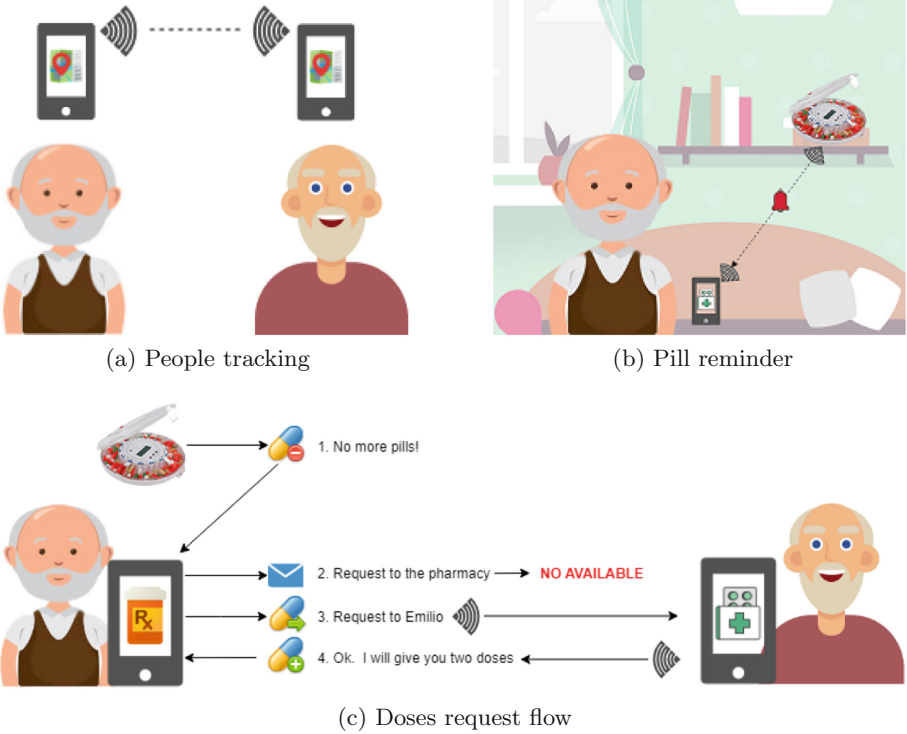 (a) People tracking
(b) Pill reminder
1. No more pills!
2. Request to the pharmacy
NO AVAILABLE
Rx
3. Request to Emilio
4. Ok. I will give you two doses
(c) Doses request flow